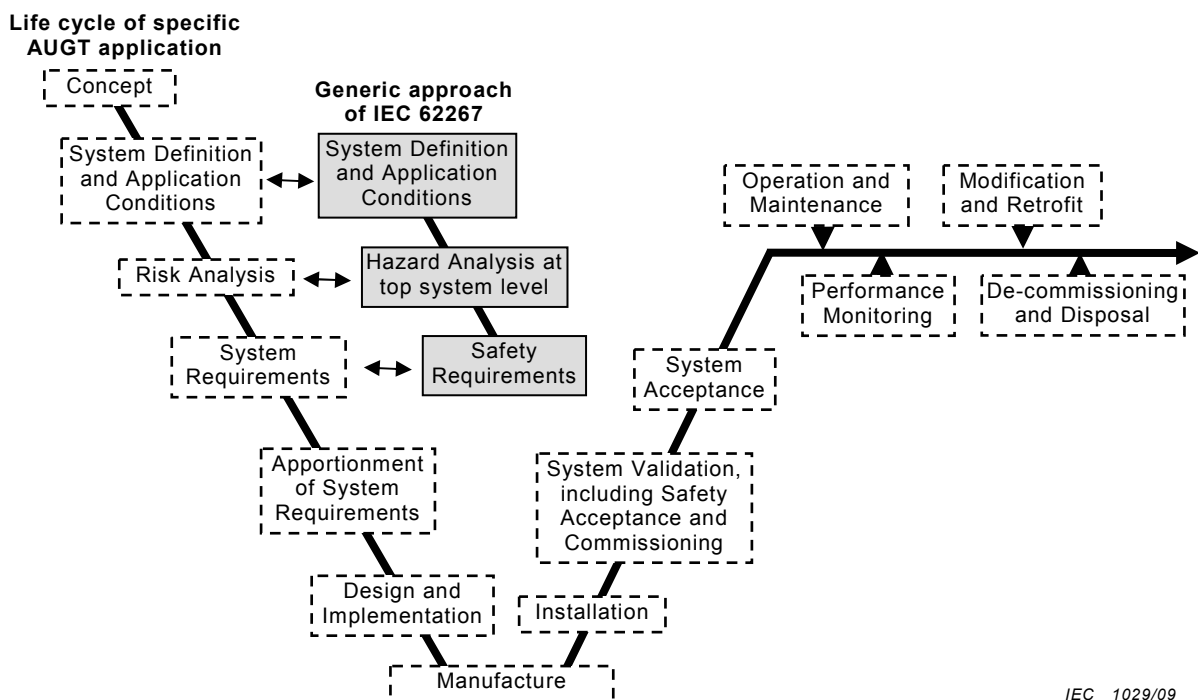 Life cycle of specific
AUGT application
Concept
Generic approach
of IEC 62267
System Definition
and Application
Conditions
System Definition
and Application
Conditions
Operation and
Maintenance
Modification
and Retrofit
Risk Analysis
Hazard Analysis at
top system level
Performance
Monitoring
De-commissioning
and Disposal
System
Requirements
Safety
Requirements
System
Acceptance
Apportionment
of System
Requirements
System Validation,
including Safety
Acceptance and
Commissioning
Design and
Implementation
Installation
Manufacture
IEC 1029/09